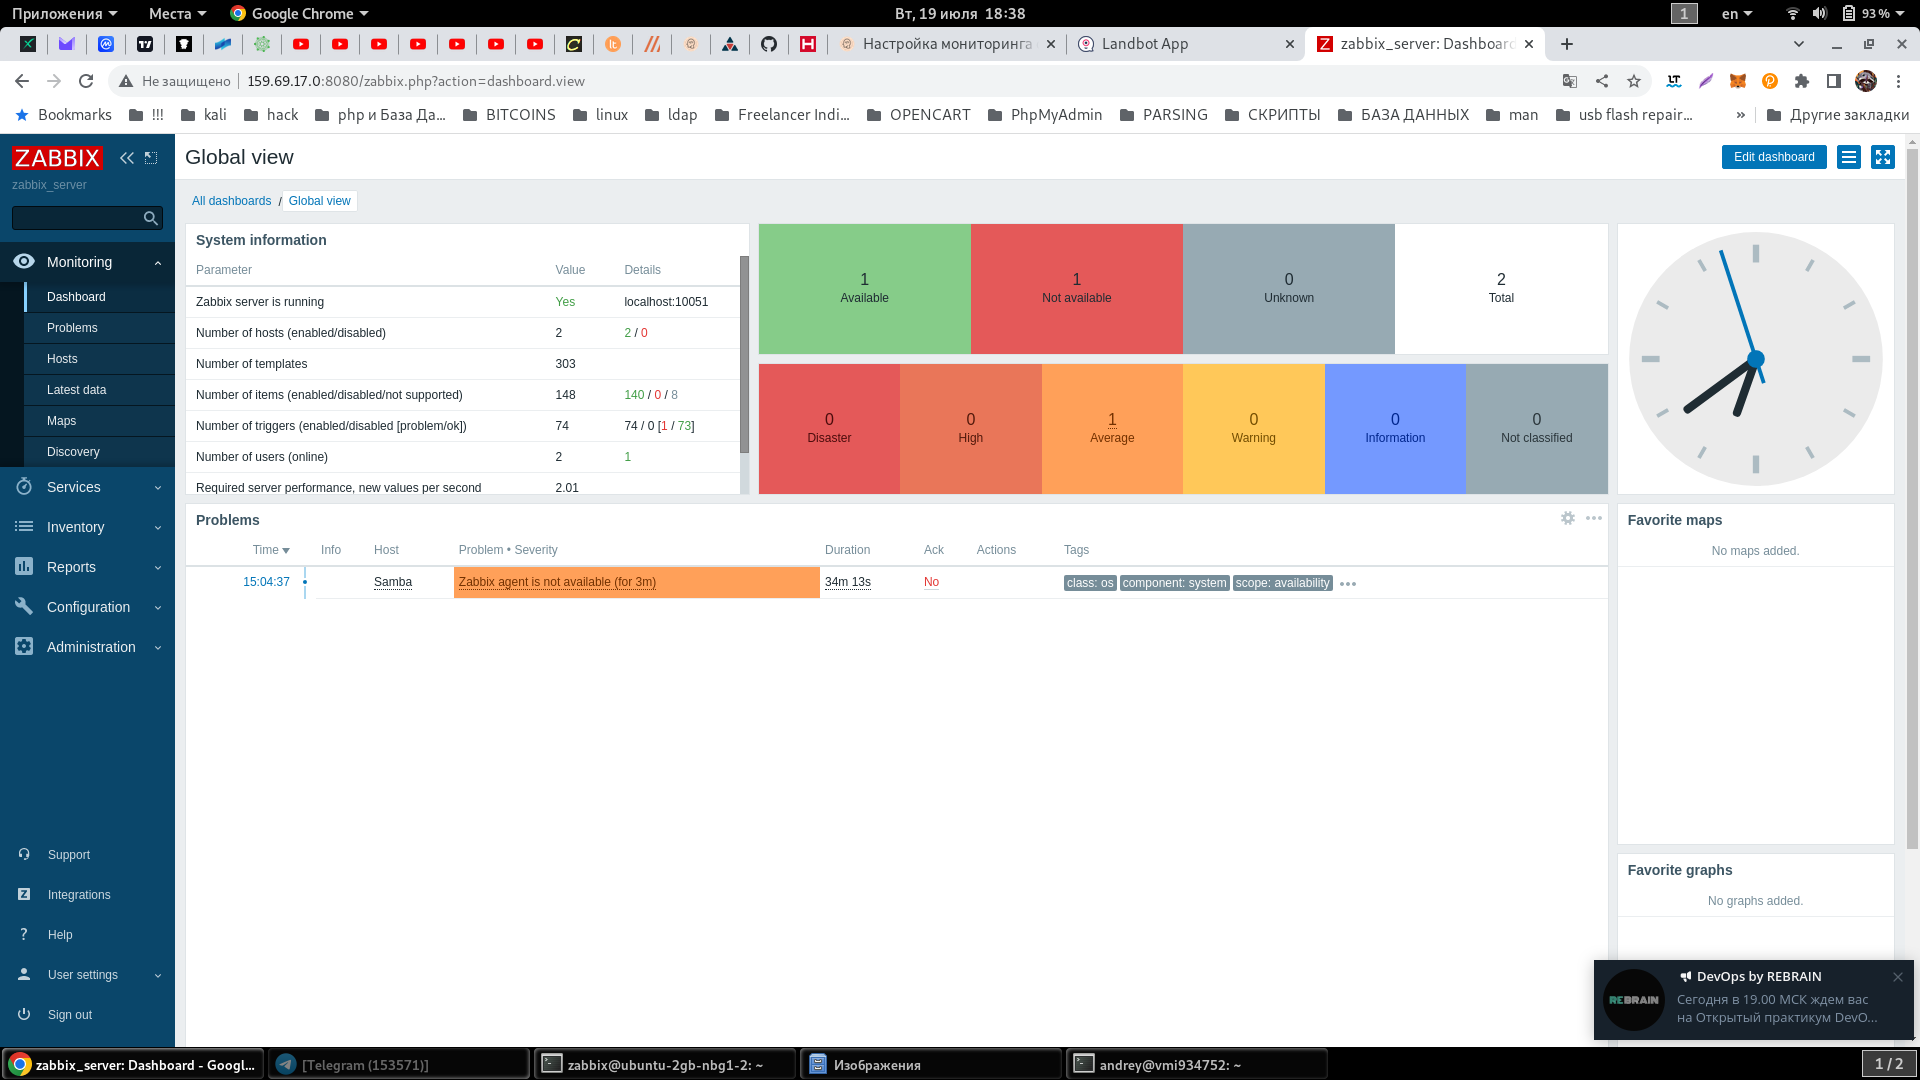 Приложения Места Google Chrome Вт, 19 июля 18:38 1 en 93 %
Настройка мониторинга Landbot App zabbix_server: Dashboard
Не защищено 159.69.17.0:8080/zabbix.php?action=dashboard.view
Bookmarks !!! kali hack php и База Да... BITCOINS linux ldap Freelancer Indi... OPENCART PhpMyAdmin PARSING СКРИПТЫ БАЗА ДАННЫХ man usb flash repair... » Другие закладки
ZABBIX
zabbix_server
Monitoring
Dashboard
Problems
Hosts
Latest data
Maps
Discovery
Services
Inventory
Reports
Configuration
Administration
Support
Integrations
Help
User settings
Sign out
Global view
Edit dashboard
All dashboards / Global view
System information
Parameter Value Details
Zabbix server is running Yes localhost:10051
Number of hosts (enabled/disabled) 2 2 / 0
Number of templates 303
Number of items (enabled/disabled/not supported) 148 140 / 0 / 8
Number of triggers (enabled/disabled [problem/ok]) 74 74 / 0 [1 / 73]
Number of users (online) 2 1
Required server performance, new values per second 2.01
1 1 0 2
Available Not available Unknown Total
0 0 1 0 0 0
Disaster High Average Warning Information Not classified
Problems
Time Info Host Problem • Severity Duration Ack Actions Tags
15:04:37 Samba Zabbix agent is not available (for 3m) 34m 13s No class: os component: system scope: availability
Favorite maps
No maps added.
Favorite graphs
No graphs added.
DevOps by REBRAIN
REBRAIN
Сегодня в 19.00 МСК ждем вас
на Открытый практикум DevO...
zabbix_server: Dashboard - Googl... [Telegram (153571)] zabbix@ubuntu-2gb-nbg1-2: ~ Изображения andrey@vmi934752: ~ 1 / 2